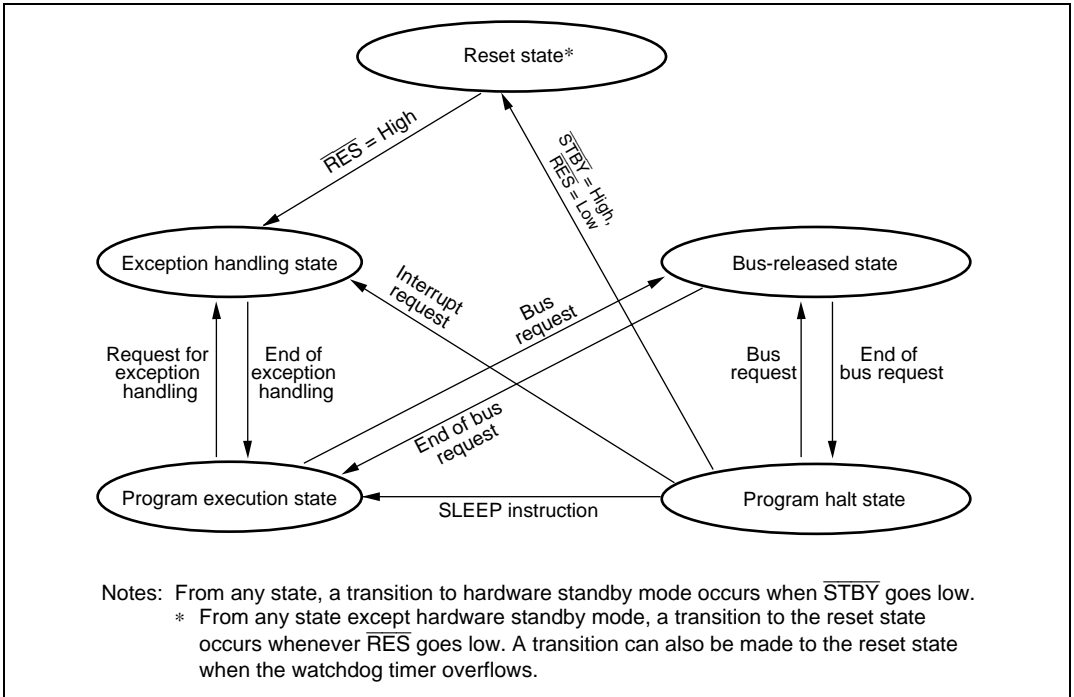 Reset state*
RES = High
STBY = High,
RES = Low
Exception handling state
Bus-released state
Interrupt
request
Bus
request
Request for
exception
handling
End of
exception
handling
Bus
request
End of
bus request
End of bus
request
Program execution state
SLEEP instruction
Program halt state
Notes: From any state, a transition to hardware standby mode occurs when STBY goes low.
* From any state except hardware standby mode, a transition to the reset state
occurs whenever RES goes low. A transition can also be made to the reset state
when the watchdog timer overflows.